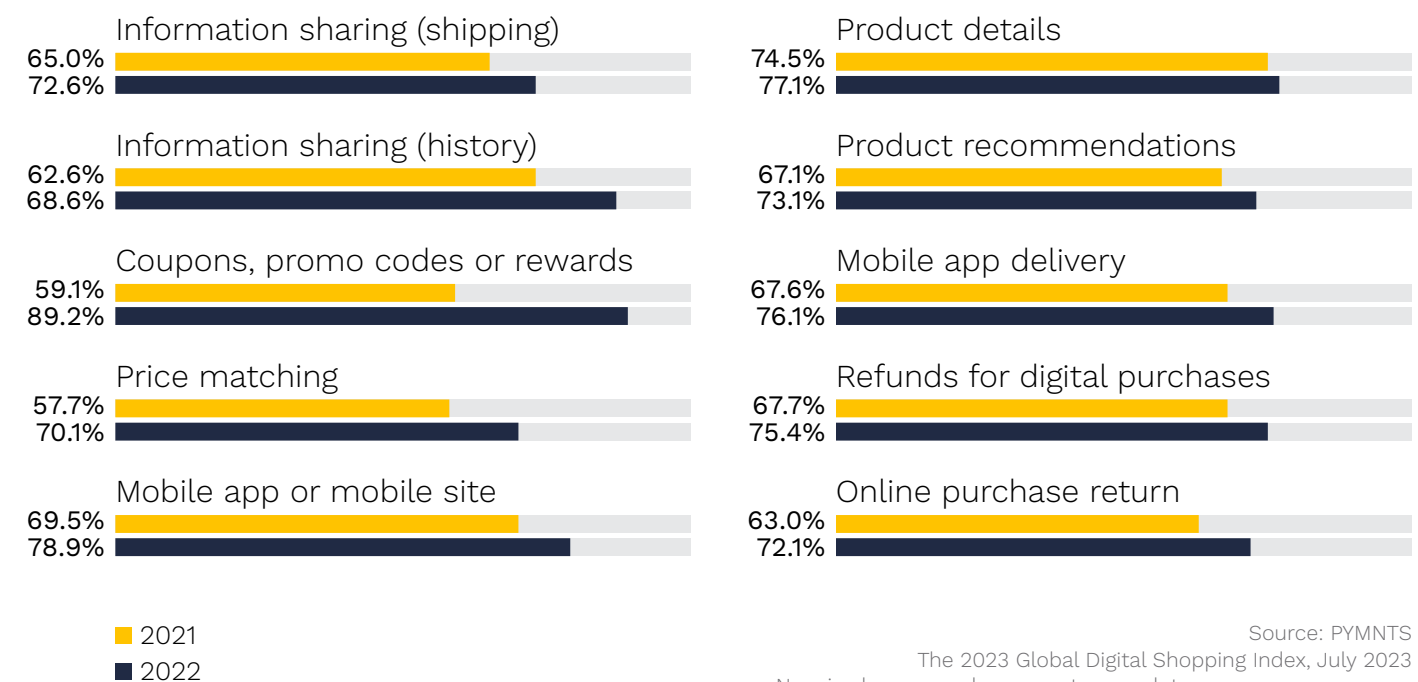 Information sharing (shipping)
65.0%
72.6%
Information sharing (history)
62.6%
68.6%
Coupons, promo codes or rewards
59.1%
89.2%
Price matching
57.7%
70.1%
Mobile app or mobile site
69.5%
78.9%
Product details
74.5%
77.1%
Product recommendations
67.1%
73.1%
Mobile app delivery
67.6%
76.1%
Refunds for digital purchases
67.7%
75.4%
Online purchase return
63.0%
72.1%
2021
2022
Source: PYMNTS
The 2023 Global Digital Shopping Index, July 2023